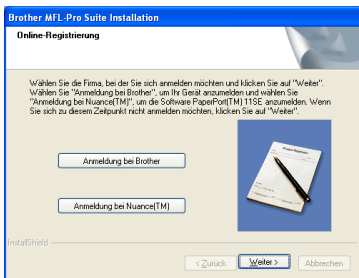 Brother MFL-Pro Suite Installation
Online-Registrierung
Wählen Sie die Firma, bei der Sie sich anmelden möchten und klicken Sie auf "Weiter".
Wählen Sie "Anmeldung bei Brother", um Ihr Gerät anzumelden und wählen Sie
"Anmeldung bei Nuance(TM)", um die Software PaperPort(TM) 11SE anzumelden. Wenn
Sie sich zu diesem Zeitpunkt nicht anmelden möchten, klicken Sie auf "Weiter".
Anmeldung bei Brother
Product Registration
Anmeldung bei Nuance(TM)
InstallShield
< Zurück
Weiter >
Abbrechen